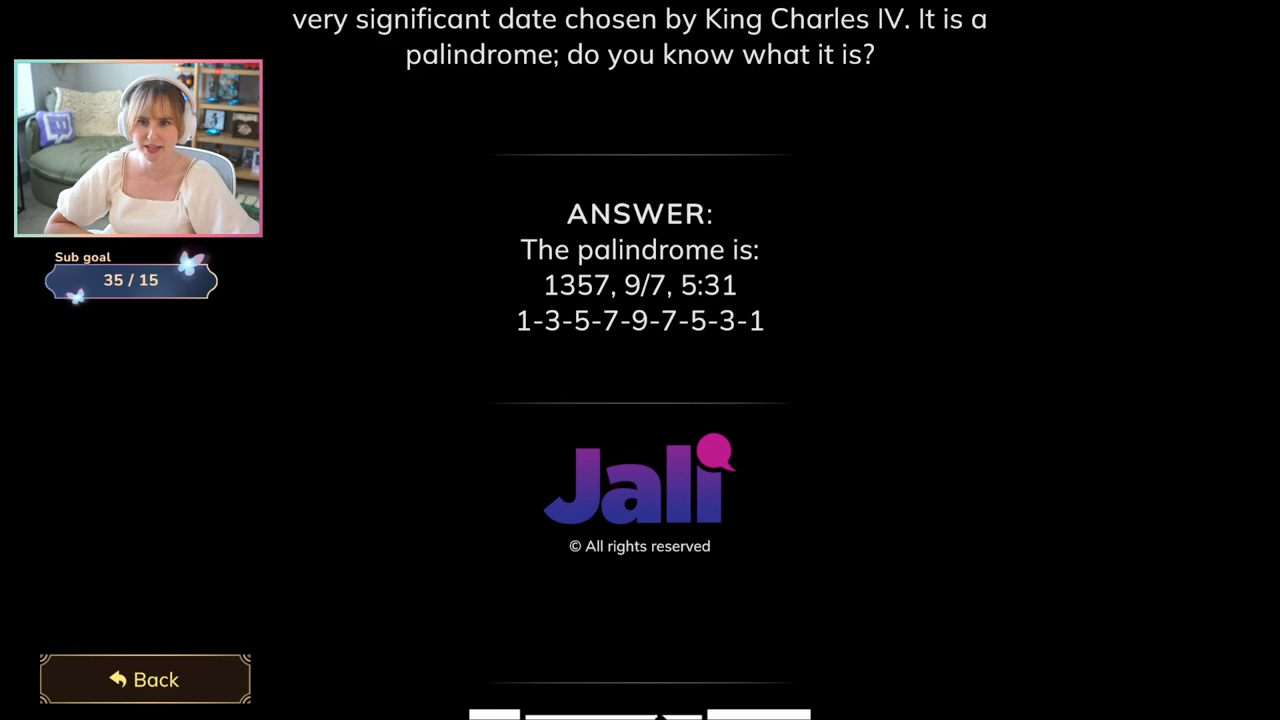 very significant date chosen by King Charles IV. It is a
palindrome; do you know what it is?
Sub goal
35 / 15
ANSWER:
The palindrome is:
1357, 9/7, 5:31
1-3-5-7-9-7-5-3-1
Jali
© All rights reserved
Back